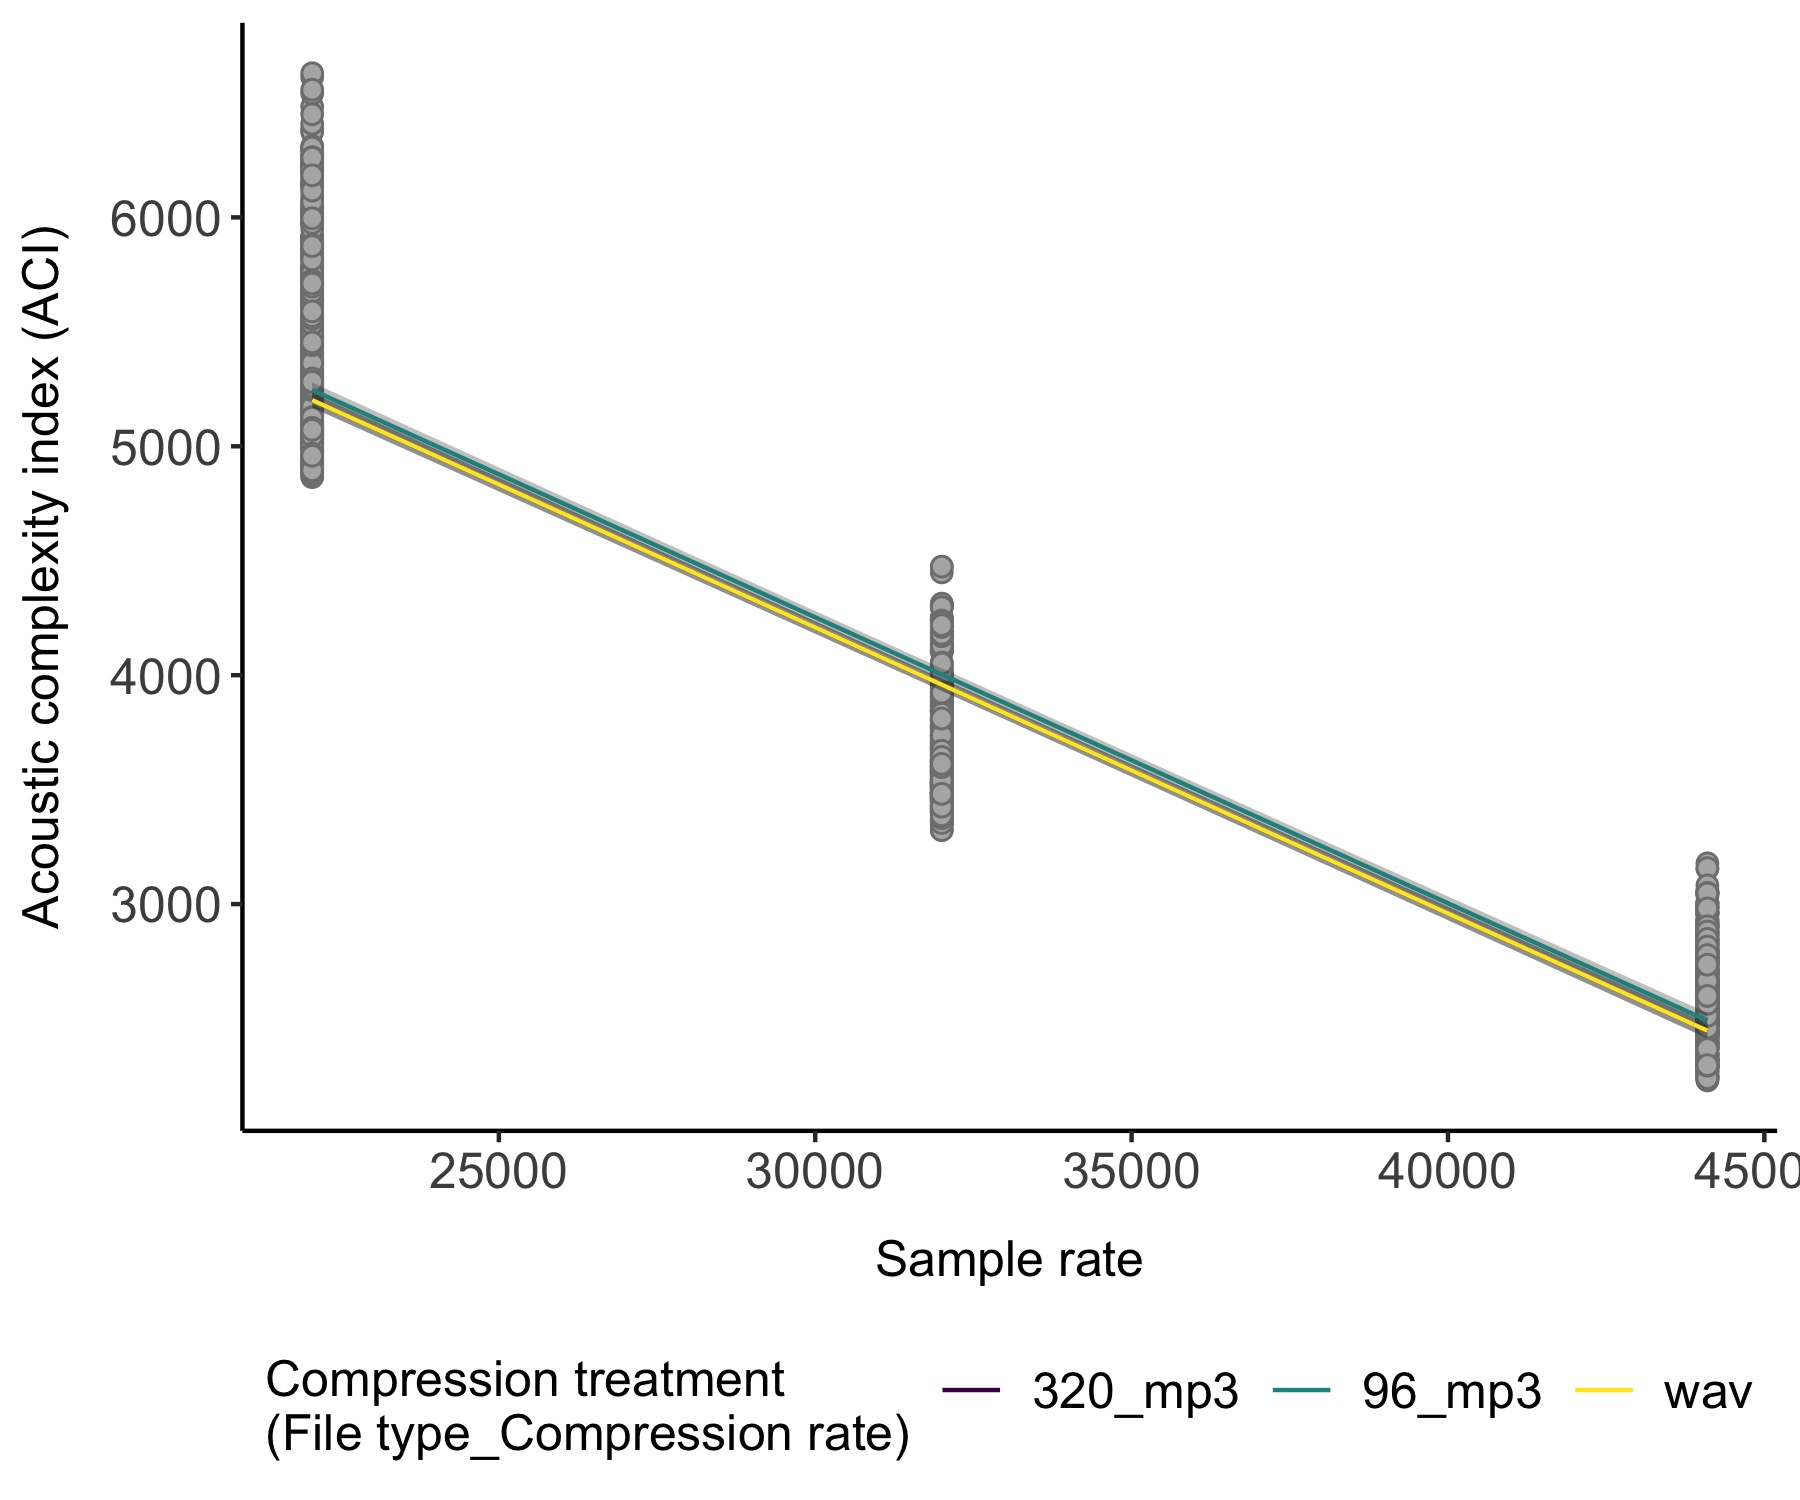 Acoustic complexity index (ACI)
6000
5000
4000
3000
25000 30000 35000 40000 4500
Sample rate
Compression treatment
(File type_Compression rate)
320_mp3 96_mp3 wav